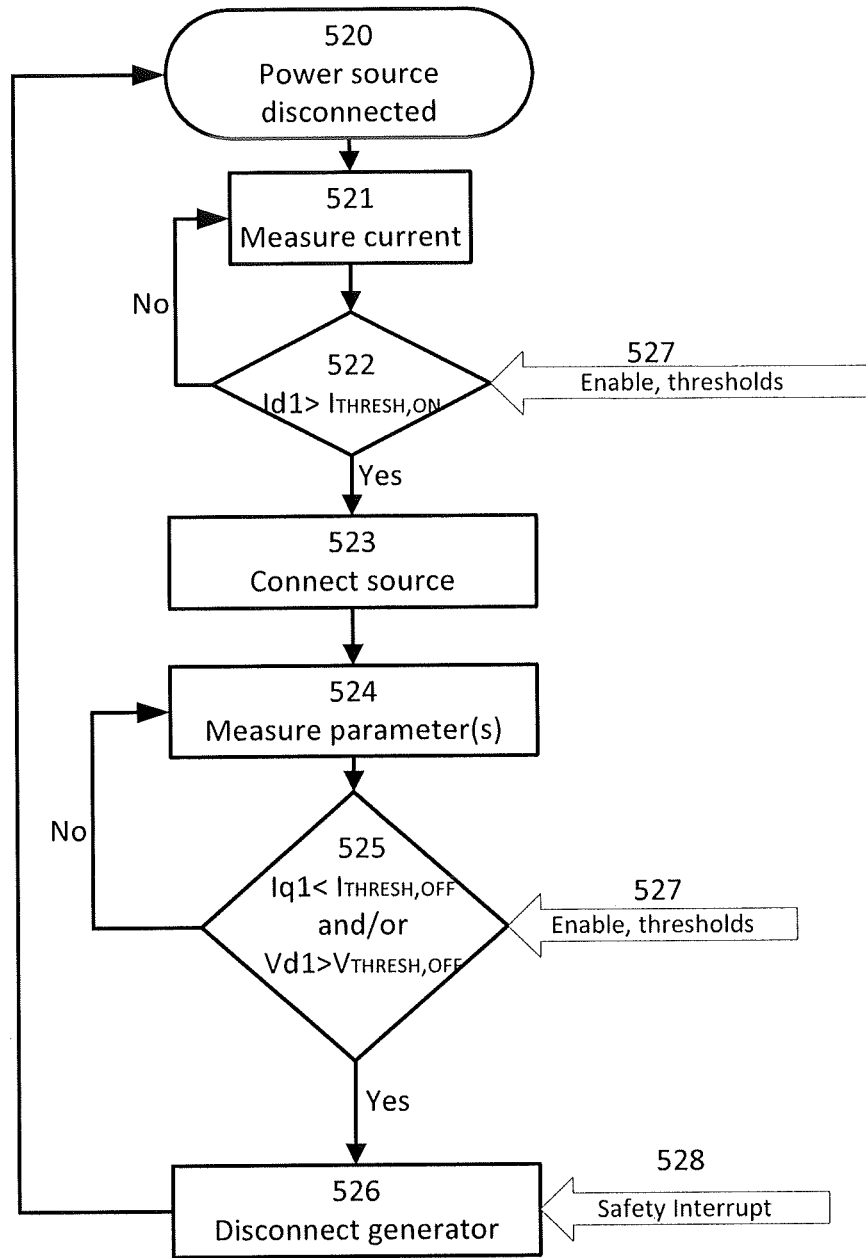 520
Power source
disconnected
521
Measure current
No
522
Id1> ITHRESH,ON
527
Enable, thresholds
Yes
523
Connect source
524
Measure parameter(s)
No
525
Iq1< ITHRESH,OFF
and/or
Vd1>VTHRESH,OFF
527
Enable, thresholds
Yes
526
Disconnect generator
528
Safety Interrupt